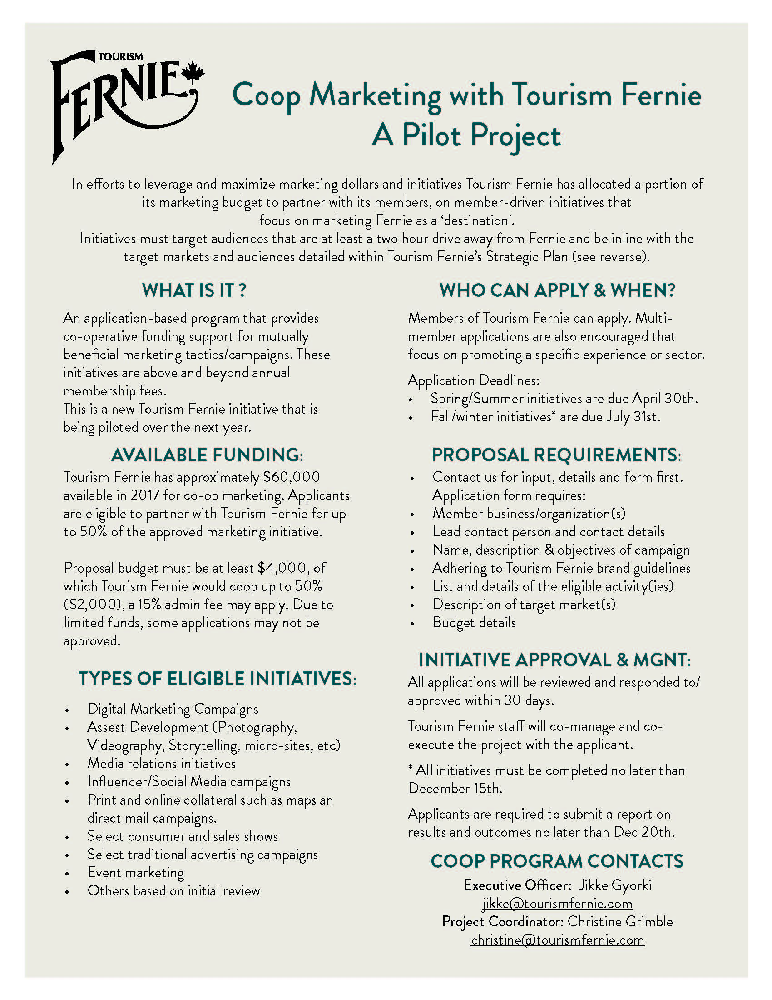 TOURISM
FERNIE
Coop Marketing with Tourism Fernie
A Pilot Project
In efforts to leverage and maximize marketing dollars and initiatives Tourism Fernie has allocated a portion of
its marketing budget to partner with its members, on member-driven initiatives that
focus on marketing Fernie as a ‘destination’.
Initiatives must target audiences that are at least a two hour drive away from Fernie and be inline with the
target markets and audiences detailed within Tourism Fernie’s Strategic Plan (see reverse).
WHAT IS IT ?
An application-based program that provides
co-operative funding support for mutually
beneficial marketing tactics/campaigns. These
initiatives are above and beyond annual
membership fees.
This is a new Tourism Fernie initiative that is
being piloted over the next year.
AVAILABLE FUNDING:
Tourism Fernie has approximately $60,000
available in 2017 for co-op marketing. Applicants
are eligible to partner with Tourism Fernie for up
to 50% of the approved marketing initiative.
Proposal budget must be at least $4,000, of
which Tourism Fernie would coop up to 50%
($2,000), a 15% admin fee may apply. Due to
limited funds, some applications may not be
approved.
TYPES OF ELIGIBLE INITIATIVES:
• Digital Marketing Campaigns
• Assest Development (Photography,
Videography, Storytelling, micro-sites, etc)
• Media relations initiatives
• Influencer/Social Media campaigns
• Print and online collateral such as maps an
direct mail campaigns.
• Select consumer and sales shows
• Select traditional advertising campaigns
• Event marketing
• Others based on initial review
WHO CAN APPLY & WHEN?
Members of Tourism Fernie can apply. Multi-
member applications are also encouraged that
focus on promoting a specific experience or sector.
Application Deadlines:
• Spring/Summer initiatives are due April 30th.
• Fall/winter initiatives* are due July 31st.
PROPOSAL REQUIREMENTS:
• Contact us for input, details and form first.
Application form requires:
• Member business/organization(s)
• Lead contact person and contact details
• Name, description & objectives of campaign
• Adhering to Tourism Fernie brand guidelines
• List and details of the eligible activity(ies)
• Description of target market(s)
• Budget details
INITIATIVE APPROVAL & MGNT:
All applications will be reviewed and responded to/
approved within 30 days.
Tourism Fernie staff will co-manage and co-
execute the project with the applicant.
* All initiatives must be completed no later than
December 15th.
Applicants are required to submit a report on
results and outcomes no later than Dec 20th.
COOP PROGRAM CONTACTS
Executive Officer: Jikke Gyorki
jikke@tourismfernie.com
Project Coordinator: Christine Grimble
christine@tourismfernie.com